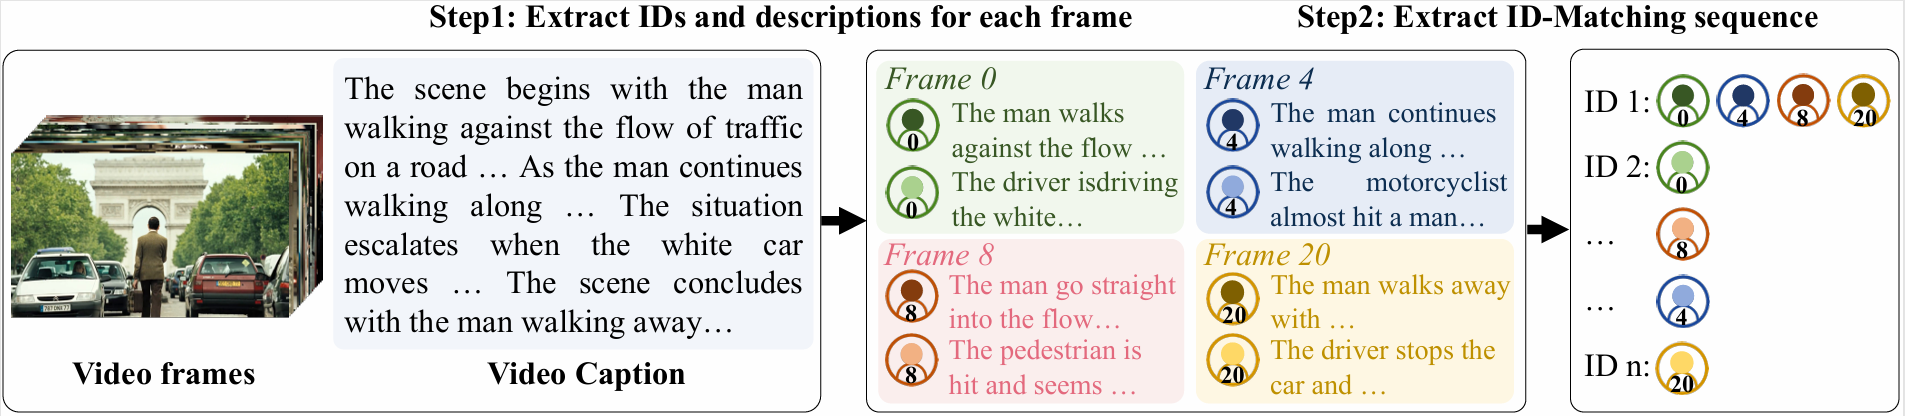 Step1: Extract IDs and descriptions for each frame
Step2: Extract ID-Matching sequence
The scene begins with the man
walking against the flow of traffic
on a road … As the man continues
walking along … The situation
escalates when the white car
moves … The scene concludes
with the man walking away…
Video frames
Video Caption
Frame 0
0
The man walks
against the flow …
0
The driver isdriving
the white…
Frame 4
4
The man continues
walking along …
4
The motorcyclist
almost hit a man…
Frame 8
8
The man go straight
into the flow…
8
The pedestrian is
hit and seems …
Frame 20
20
The man walks away
with …
20
The driver stops the
car and …
ID 1: 0 4 8 20
ID 2: 0
… 8
… 4
ID n: 20